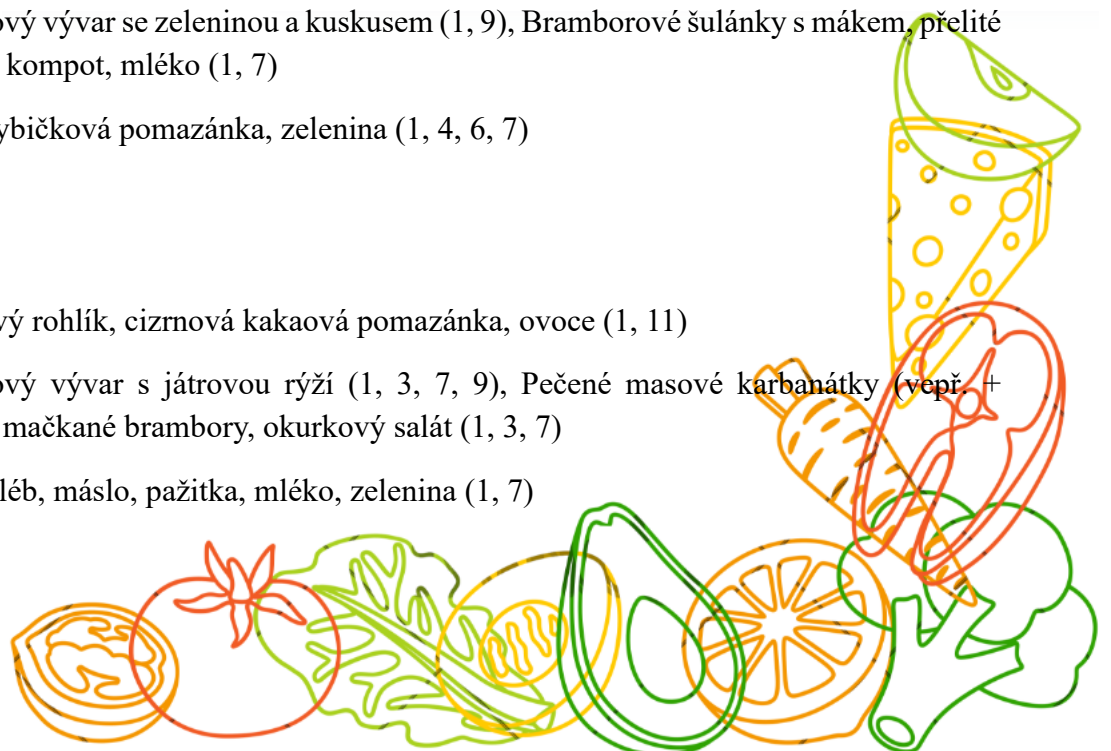 ový vývar se zeleninou a kuskusem (1, 9), Bramborové šulánky s mákem, přelité
kompot, mléko (1, 7)
ybičková pomazánka, zelenina (1, 4, 6, 7)
vý rohlík, cizrnová kakaová pomazánka, ovoce (1, 11)
ový vývar s játrovou rýží (1, 3, 7, 9), Pečené masové karbanátky (vepř. +
mačkané brambory, okurkový salát (1, 3, 7)
léb, máslo, pažitka, mléko, zelenina (1, 7)